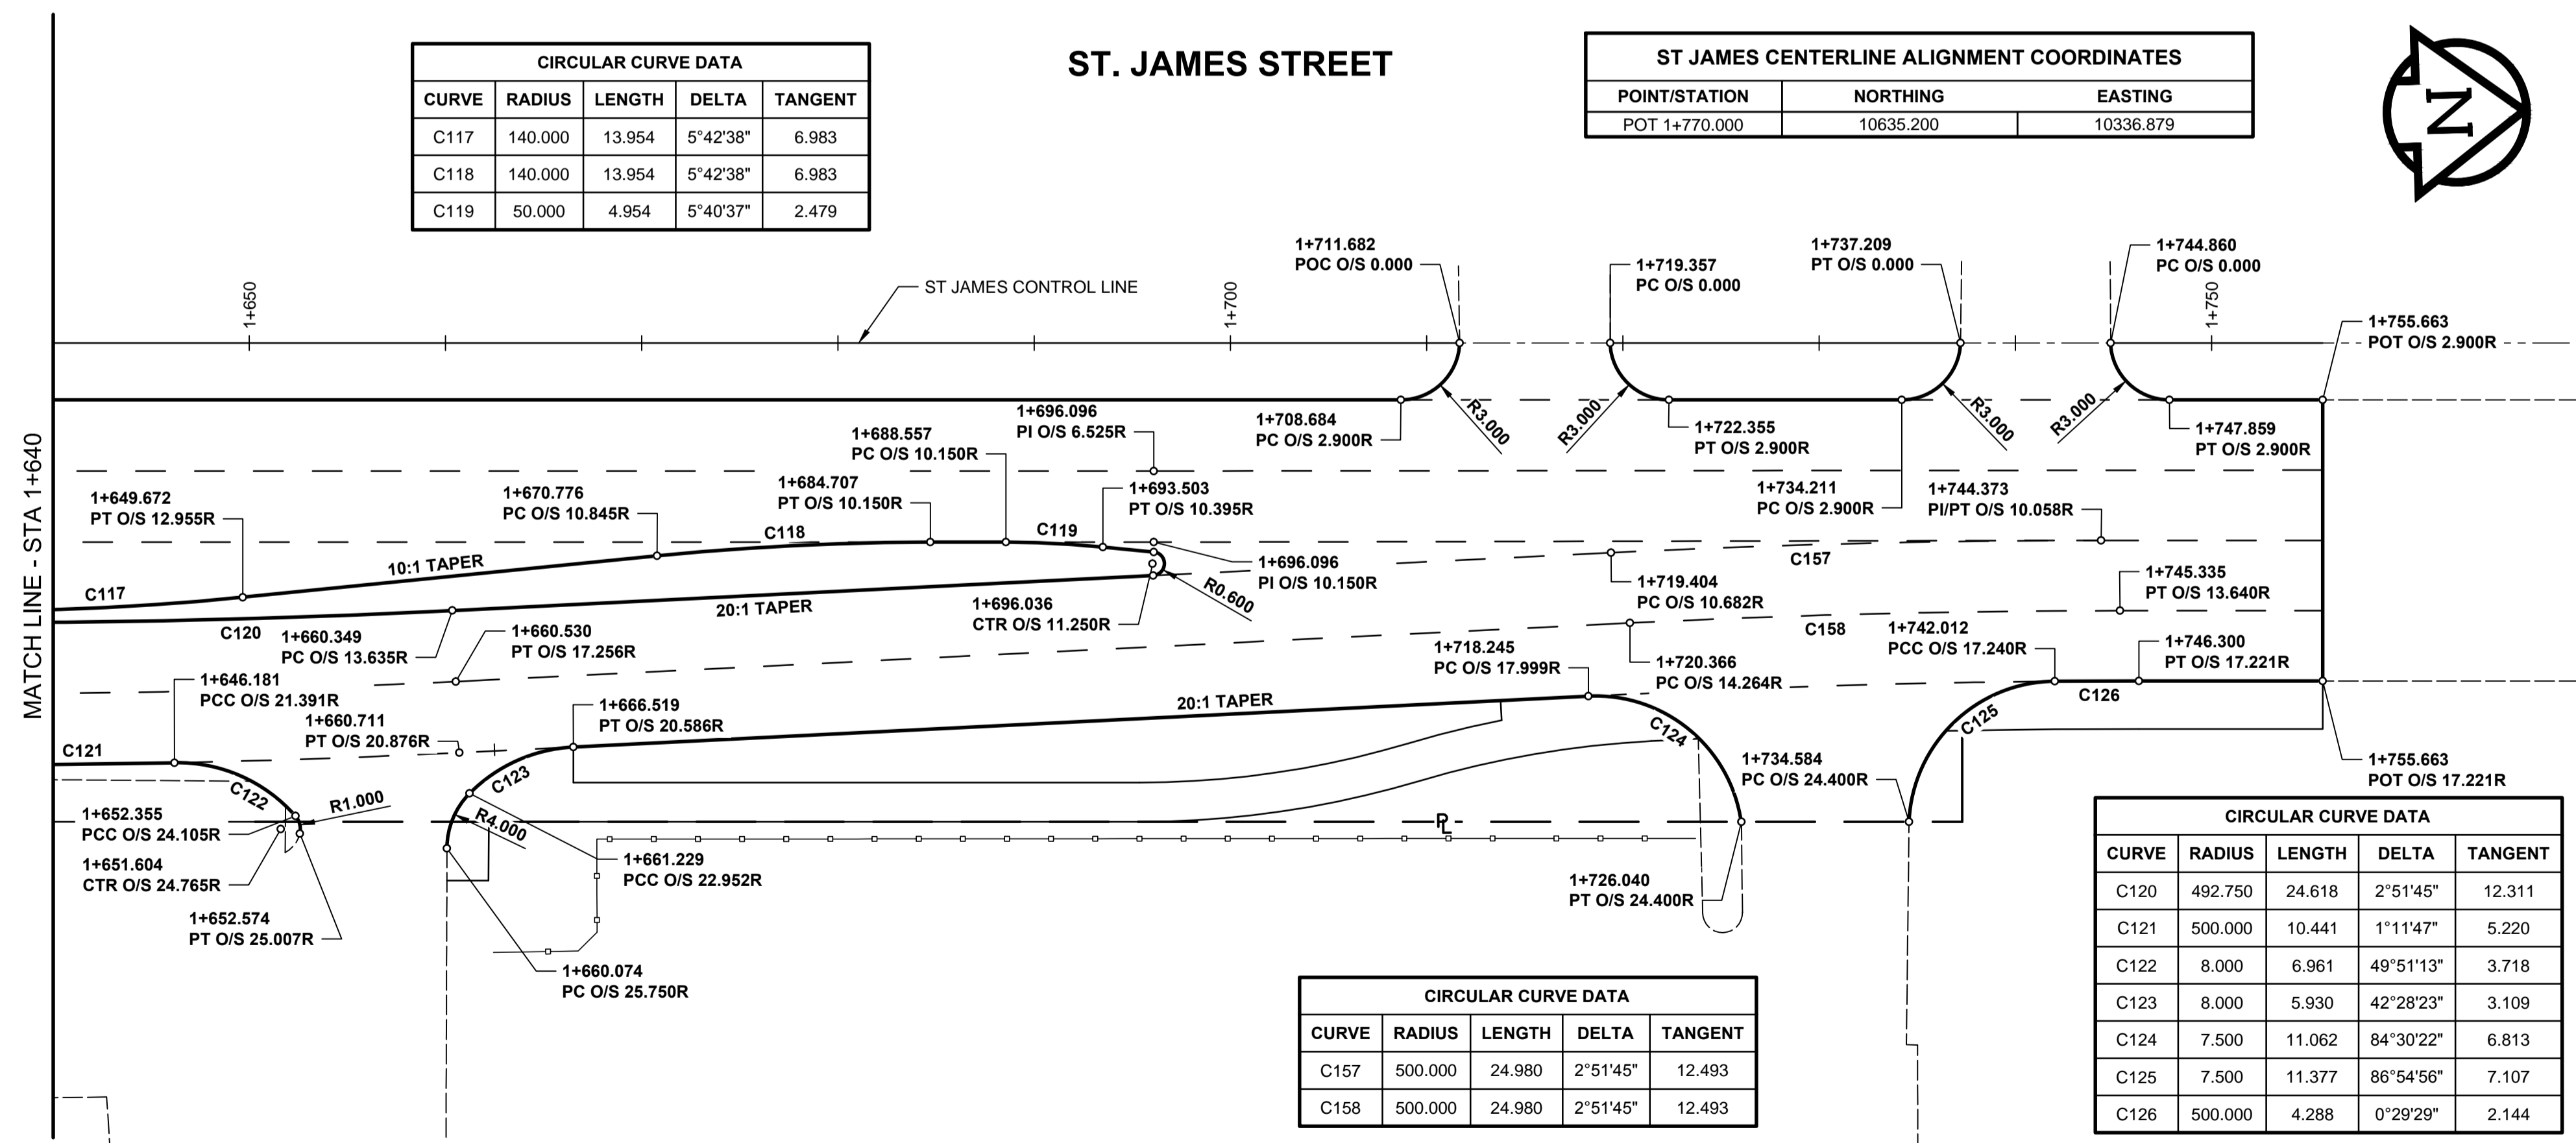 ST. JAMES STREET
CIRCULAR CURVE DATA
CURVE RADIUS LENGTH DELTA TANGENT
C117 140.000 13.954 5°42'38" 6.983
C118 140.000 13.954 5°42'38" 6.983
C119 50.000 4.954 5°40'37" 2.479
ST JAMES CENTERLINE ALIGNMENT COORDINATES
POINT/STATION NORTHING EASTING
POT 1+770.000 10635.200 10336.879
N
MATCH LINE - STA 1+640
1+650
ST JAMES CONTROL LINE
1+700
1+711.682
POC O/S 0.000
1+719.357
PC O/S 0.000
1+737.209
PT O/S 0.000
1+744.860
PC O/S 0.000
1+750
1+755.663
POT O/S 2.900R
R3.000
R3.000
R3.000
R3.000
1+708.684
PC O/S 2.900R
1+722.355
PT O/S 2.900R
1+734.211
PC O/S 2.900R
1+747.859
PT O/S 2.900R
1+696.096
PI O/S 6.525R
1+688.557
PC O/S 10.150R
1+684.707
PT O/S 10.150R
1+670.776
PC O/S 10.845R
1+649.672
PT O/S 12.955R
1+693.503
PT O/S 10.395R
1+744.373
PI/PT O/S 10.058R
C117
10:1 TAPER
C118
C119
C157
1+696.096
PI O/S 10.150R
R0.600
1+719.404
PC O/S 10.682R
1+745.335
PT O/S 13.640R
C120
20:1 TAPER
1+696.036
CTR O/S 11.250R
1+660.349
PC O/S 13.635R
1+660.530
PT O/S 17.256R
C158
1+742.012
PCC O/S 17.240R
1+746.300
PT O/S 17.221R
1+718.245
PC O/S 17.999R
1+720.366
PC O/S 14.264R
1+646.181
PCC O/S 21.391R
1+660.711
PT O/S 20.876R
1+666.519
PT O/S 20.586R
20:1 TAPER
C126
C121
C122
C123
C124
C125
R1.000
R4.000
1+734.584
PC O/S 24.400R
1+755.663
POT O/S 17.221R
1+652.355
PCC O/S 24.105R
1+651.604
CTR O/S 24.765R
1+652.574
PT O/S 25.007R
1+661.229
PCC O/S 22.952R
1+660.074
PC O/S 25.750R
PL
1+726.040
PT O/S 24.400R
CIRCULAR CURVE DATA
CURVE RADIUS LENGTH DELTA TANGENT
C157 500.000 24.980 2°51'45" 12.493
C158 500.000 24.980 2°51'45" 12.493
CIRCULAR CURVE DATA
CURVE RADIUS LENGTH DELTA TANGENT
C120 492.750 24.618 2°51'45" 12.311
C121 500.000 10.441 1°11'47" 5.220
C122 8.000 6.961 49°51'13" 3.718
C123 8.000 5.930 42°28'23" 3.109
C124 7.500 11.062 84°30'22" 6.813
C125 7.500 11.377 86°54'56" 7.107
C126 500.000 4.288 0°29'29" 2.144